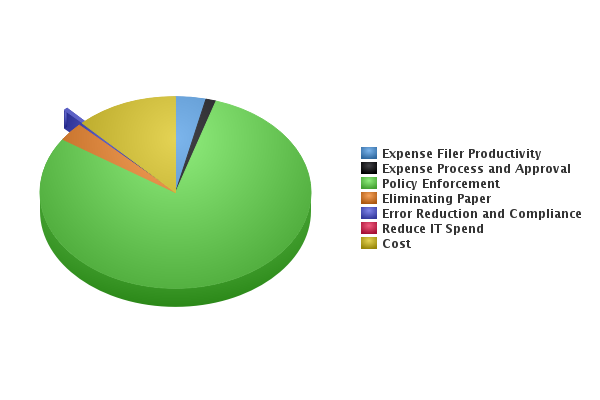 Expense Filer Productivity
Expense Process and Approval
Policy Enforcement
Eliminating Paper
Error Reduction and Compliance
Reduce IT Spend
Cost